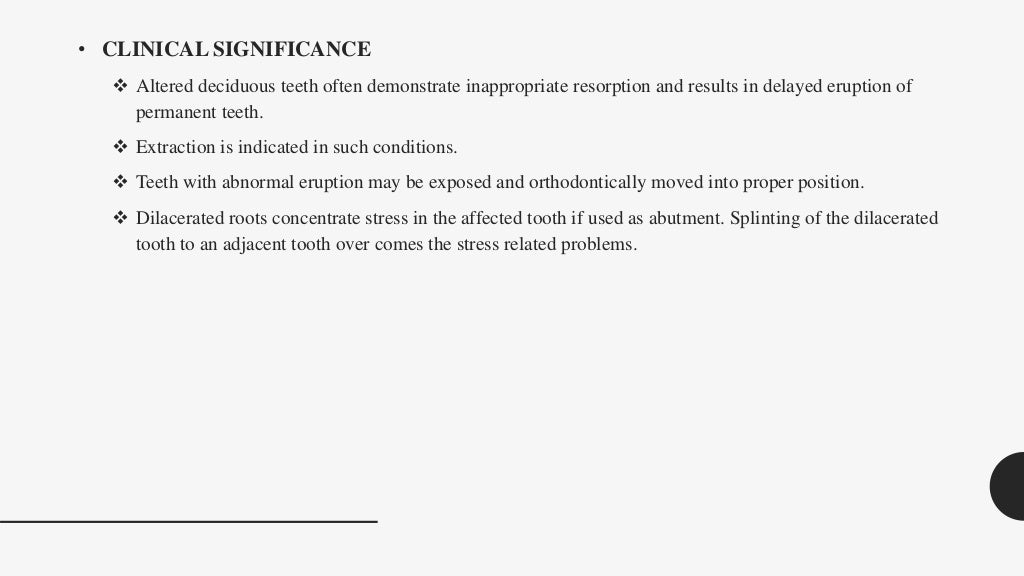 • CLINICAL SIGNIFICANCE
❖ Altered deciduous teeth often demonstrate inappropriate resorption and results in delayed eruption of
permanent teeth.
❖ Extraction is indicated in such conditions.
❖ Teeth with abnormal eruption may be exposed and orthodontically moved into proper position.
❖ Dilacerated roots concentrate stress in the affected tooth if used as abutment. Splinting of the dilacerated
tooth to an adjacent tooth over comes the stress related problems.